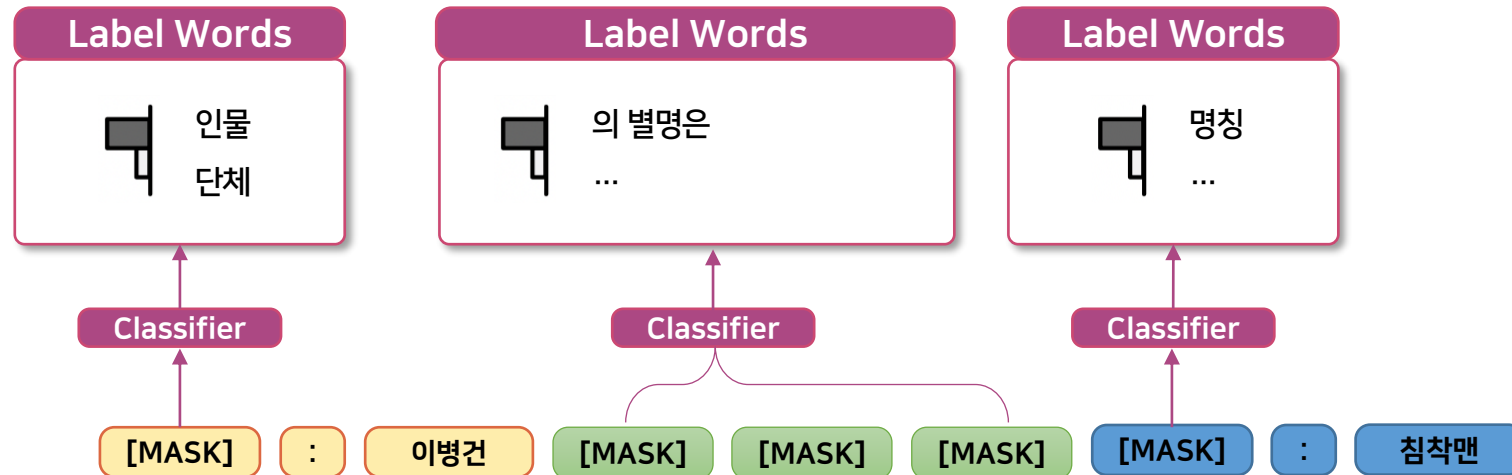 Label Words
인물
단체
Label Words
의 별명은
...
Label Words
명칭
...
Classifier
Classifier
Classifier
[MASK] : 이병건 [MASK] [MASK] [MASK] [MASK] : 침착맨